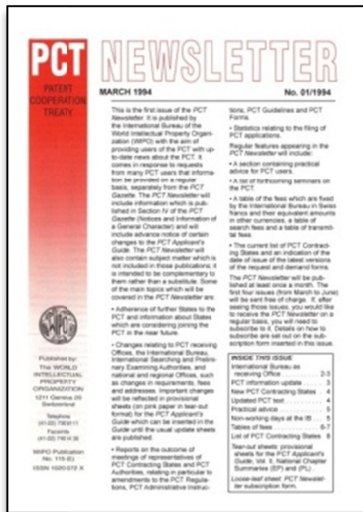 PCT
PATENT
COOPERATION
TREATY
NEWSLETTER
MARCH 1994
No. 01/1994
This is the first issue of the PCT
Newsletter. It is published by
the International Bureau of the
World Intellectual Property Organi-
zation (WIPO) with the aim of
providing users of the PCT with up-
to-date news about the PCT. It
comes in response to requests
from many PCT users that informa-
tion be provided on a regular
basis, separately from the PCT
Gazette. The PCT Newsletter will
include information which is pub-
lished in Section IV of the PCT
Gazette (Notices and Information of
a General Character) and will
include advance notice of certain
changes to the PCT Applicant's
Guide. The PCT Newsletter will
also contain subject matter which is
not included in those publications; it
is intended to be complementary to
them rather than a substitute. Some
of the main topics which will be
covered in the PCT Newsletter are:
• Adherence of further States to the
PCT and information about States
which are considering joining the
PCT in the near future.
• Changes relating to PCT receiving
Offices, the International Bureau,
International Searching and Prelimi-
nary Examining Authorities, and
national and regional Offices, such
as changes in requirements, fees
and addresses. Important changes
will be reflected in provisional
sheets (on pink paper in tear-out
format) for the PCT Applicant's
Guide which can be inserted in the
Guide until the usual update sheets
are published.
• Reports on the outcome of
meetings of representatives of
PCT Contracting States and PCT
Authorities, relating in particular to
amendments to the PCT Regula-
tions, PCT Administrative Instruc-
tions, PCT Guidelines and PCT
Forms.
• Statistics relating to the filing of
PCT applications.
Regular features appearing in the
PCT Newsletter will include:
• A section containing practical
advice for PCT users.
• A list of forthcoming seminars on
the PCT.
• A table of the fees which are fixed
by the International Bureau in Swiss
francs and their equivalent amounts
in other currencies, a table of
search fees and a table of transmit-
tal fees.
• The current list of PCT Contract-
ing States and an indication of the
date of issue of the latest versions
of the request and demand forms.
The PCT Newsletter will be pub-
lished at least once a month. The
first four issues (from March to June)
will be sent free of charge. If, after
seeing those issues, you would like
to receive the PCT Newsletter on a
regular basis, you will need to
subscribe to it. Details on how to
subscribe are set out on the sub-
scription form inserted in this issue.
INSIDE THIS ISSUE
International Bureau as
receiving Office 2-3
PCT information update 3
New PCT Contracting States 4
Updated PCT text 4
Practical advice 5
Non-working days at the IB 5
Tables of fees 6-7
List of PCT Contracting States 8
Tear-out sheets: provisional
sheets for the PCT Applicant's
Guide, Vol. II, National Chapter
Summaries (EP) and (PL).
Loose-leaf sheet: PCT Newslet-
ter subscription form.
PCT
Published by:
The WORLD
INTELLECTUAL
PROPERTY
ORGANIZATION
1211 Geneva 20
Switzerland
Telephone
Facsimile
WIPO Publication
No. 115 (E)